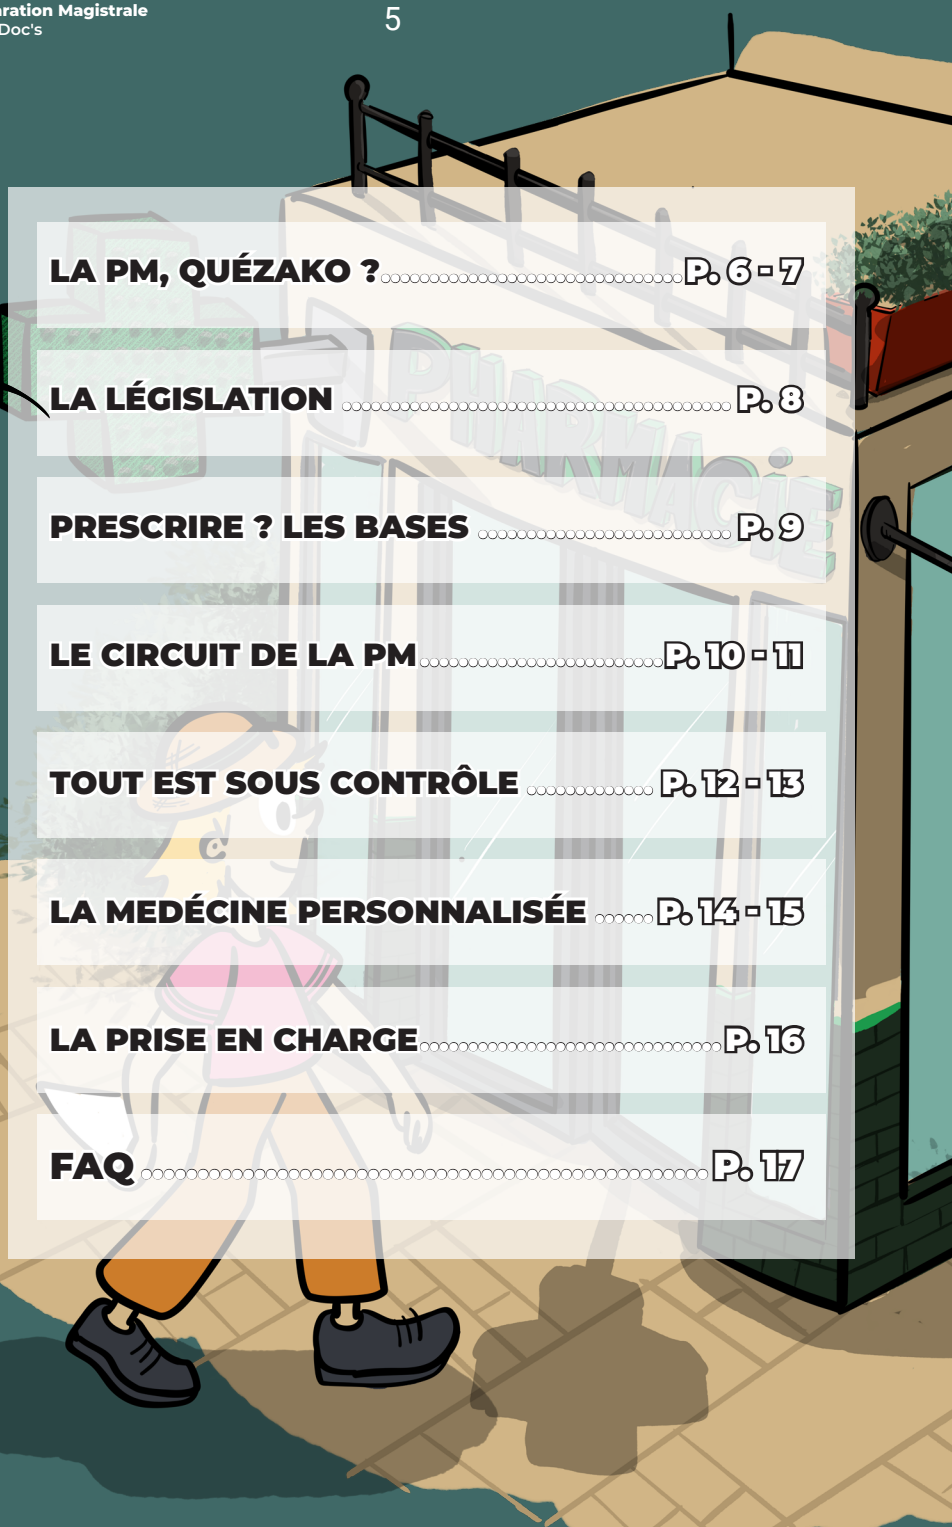 aration Magistrale
Doc's
5
LA PM, QUÉZAKO ? P. 6 - 7
PHARMACIE
LA LÉGISLATION P. 8
PRESCRIRE ? LES BASES P. 9
LE CIRCUIT DE LA PM P. 10 - 11
TOUT EST SOUS CONTRÔLE P. 12 - 13
LA MEDÉCINE PERSONNALISÉE P. 14 - 15
LA PRISE EN CHARGE P. 16
FAQ P. 17